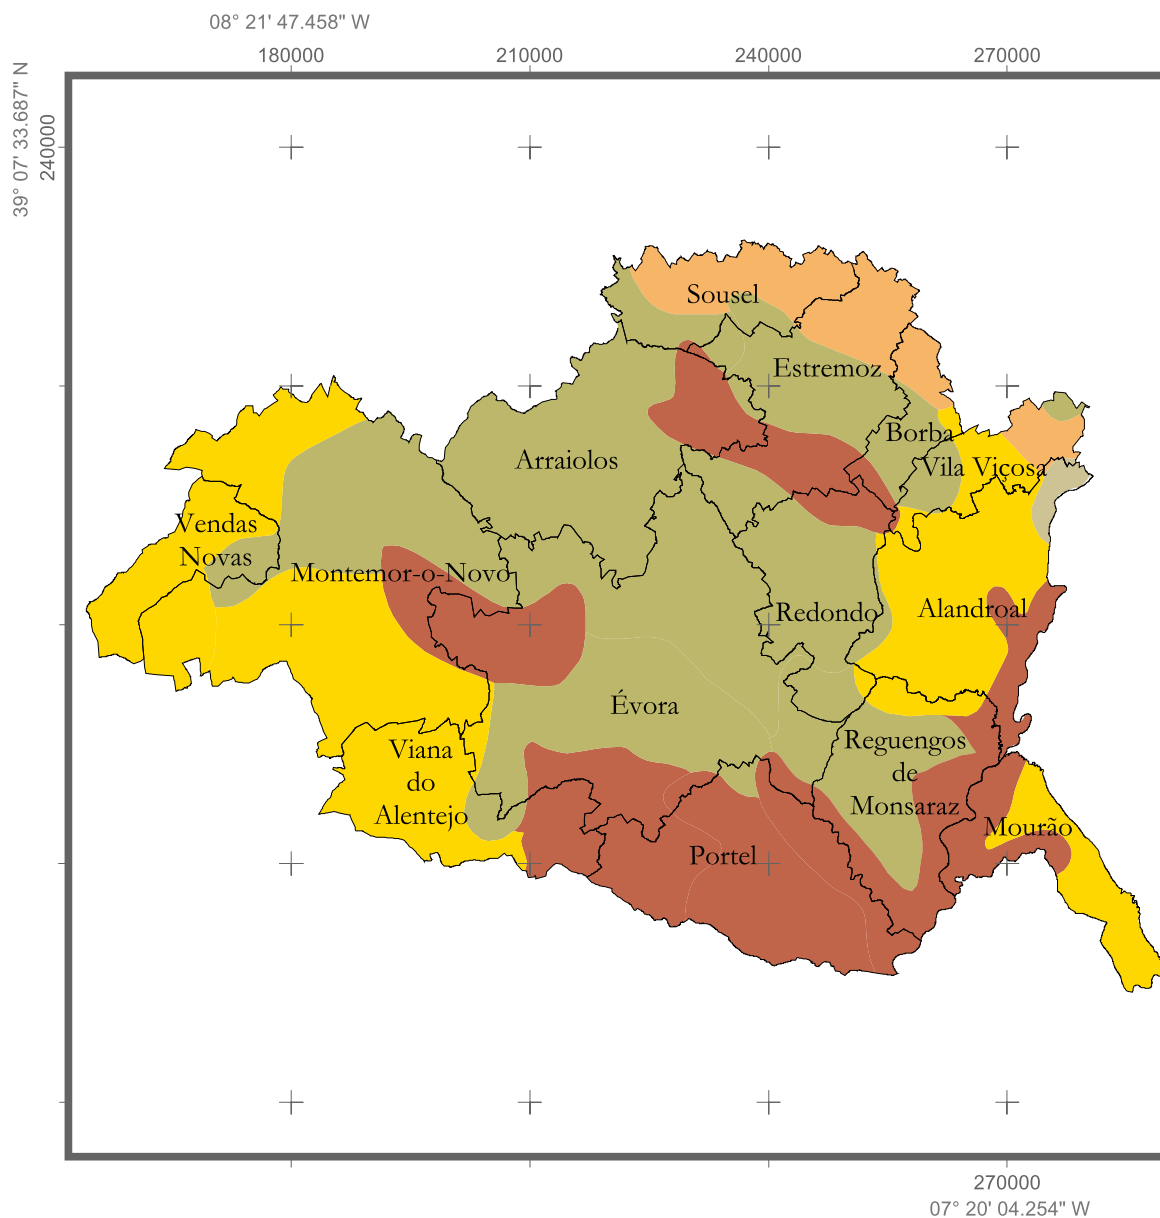 08° 21' 47.458" W
180000
210000
240000
270000
39° 07' 33.687" N
240000
Sousel
Estremoz
Borba
Arraiolos
Vila Viçosa
Vendas
Novas
Montemor-o-Novo
Redondo
Alandroal
Évora
Viana
do
Alentejo
Reguengos
de
Monsaraz
Mourão
Portel
270000
07° 20' 04.254" W